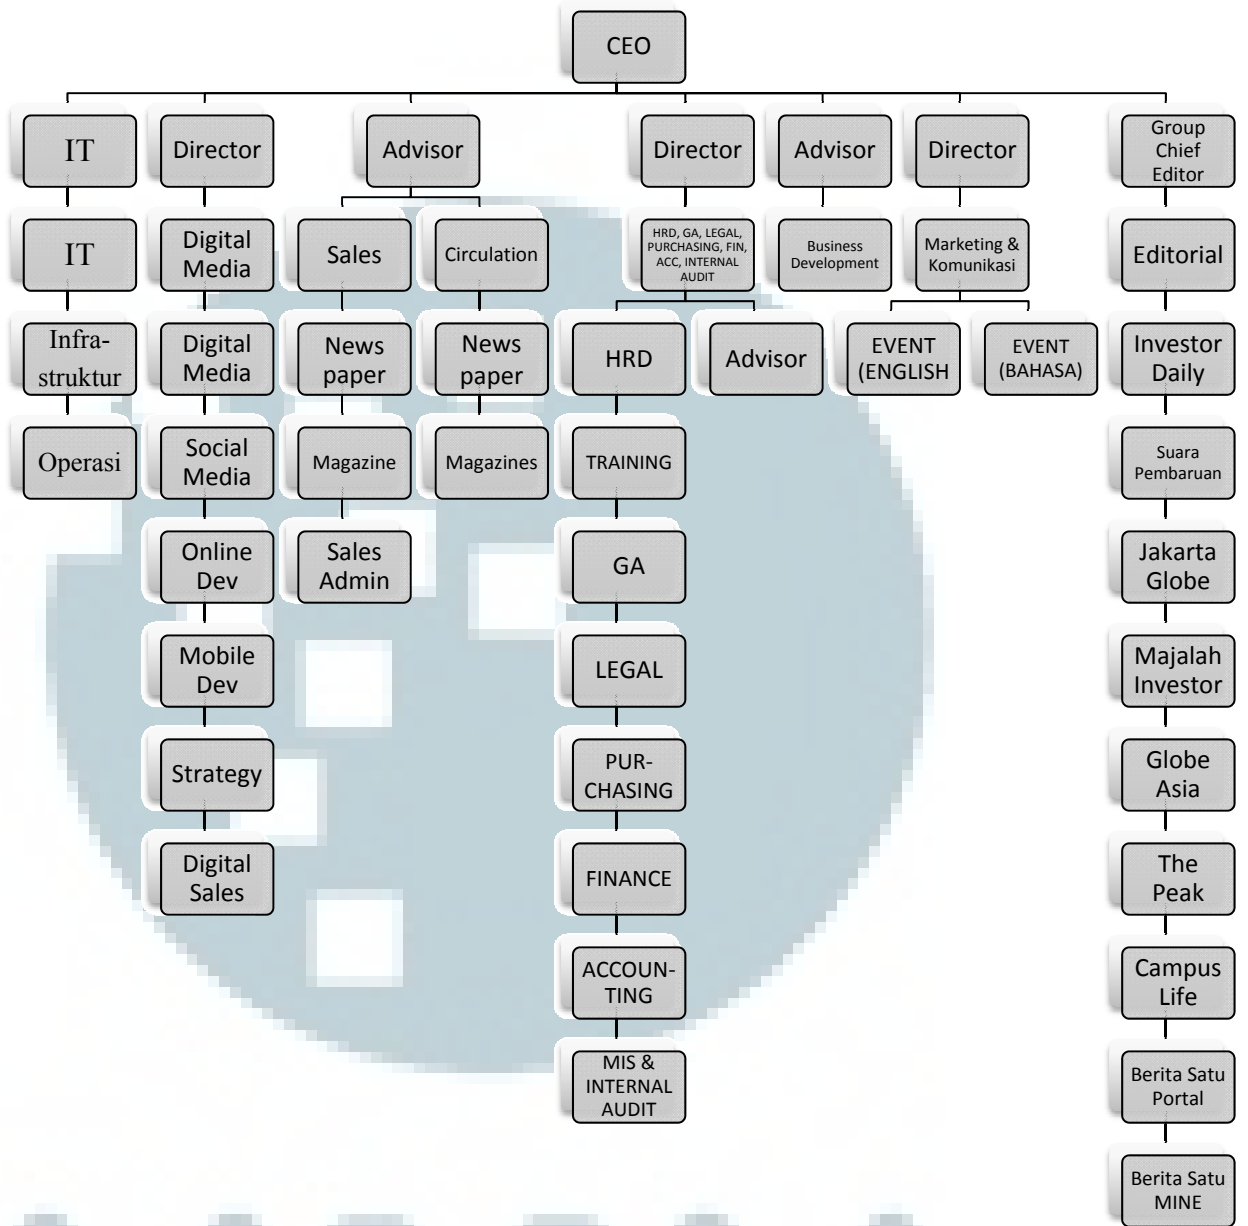 CEO
IT
Director
Advisor
Director
Advisor
Director
Group
Chief
Editor
IT
Digital
Media
Sales
Circulation
HRD, GA, LEGAL,
PURCHASING, FIN,
ACC, INTERNAL
AUDIT
Business
Development
Marketing &
Komunikasi
Editorial
Infra-
struktur
Digital
Media
News
paper
News
paper
HRD
Advisor
EVENT
(ENGLISH
EVENT
(BAHASA)
Investor
Daily
Operasi
Social
Media
Magazine
Magazines
TRAINING
Suara
Pembaruan
Online
Dev
Sales
Admin
GA
Jakarta
Globe
Mobile
Dev
LEGAL
Majalah
Investor
Strategy
PUR-
CHASING
Globe
Asia
Digital
Sales
FINANCE
The
Peak
ACCOUN-
TING
Campus
Life
MIS &
INTERNAL
AUDIT
Berita Satu
Portal
Berita Satu
MINE